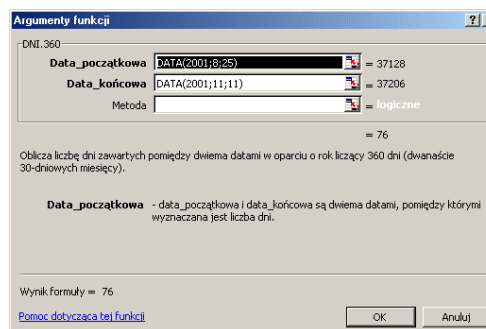 Argumenty funkcji
DNI.360
Data_początkowa DATA(2001;8;25) = 37128
Data_końcowa DATA(2001;11;11) = 37206
Metoda = logiczne
= 76
Oblicza liczbę dni zawartych pomiędzy dwiema datami w oparciu o rok liczący 360 dni (dwanaście
30-dniowych miesięcy).
Data_początkowa - data_początkowa i data_końcowa są dwiema datami, pomiędzy którymi
wyznaczana jest liczba dni.
Wynik formuły = 76
Pomoc dotycząca tej funkcji OK Anuluj